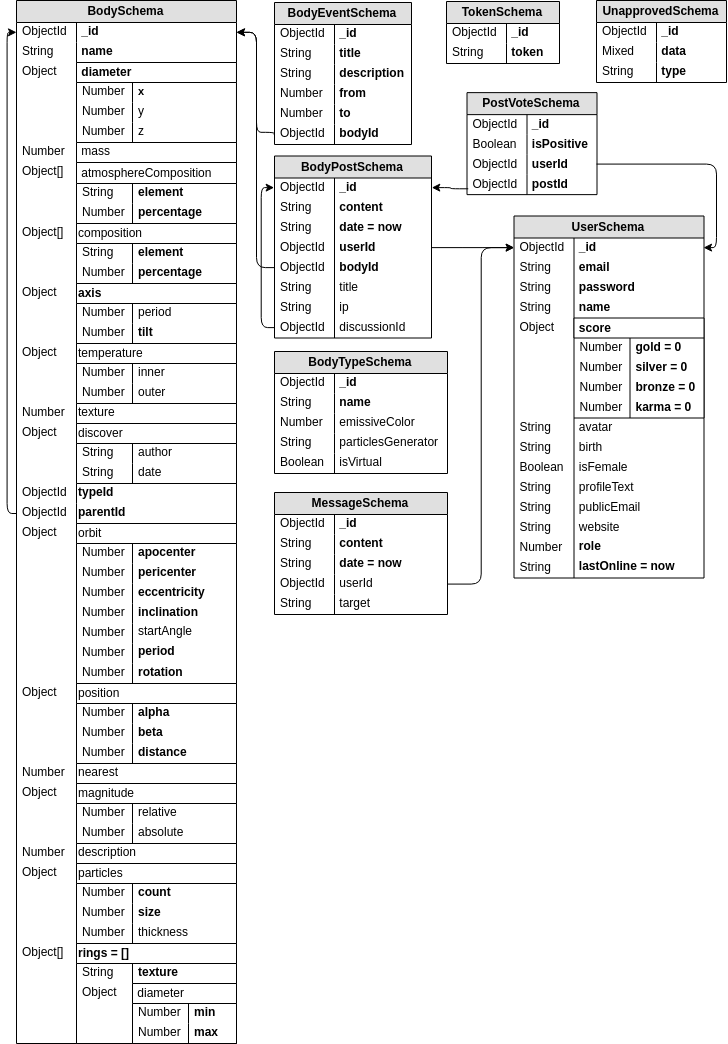 BodySchema
ObjectId _id
String name
Object diameter
Number x
Number y
Number z
Number mass
Object[] atmosphereComposition
String element
Number percentage
Object[] composition
String element
Number percentage
Object axis
Number period
Number tilt
Object temperature
Number inner
Number outer
Number texture
Object discover
String author
String date
ObjectId typeId
ObjectId parentId
Object orbit
Number apocenter
Number pericenter
Number eccentricity
Number inclination
Number startAngle
Number period
Number rotation
Object position
Number alpha
Number beta
Number distance
Number nearest
Object magnitude
Number relative
Number absolute
Number description
Object particles
Number count
Number size
Number thickness
Object[] rings = []
String texture
Object diameter
Number min
Number max
BodyEventSchema
ObjectId _id
String title
String description
Number from
Number to
ObjectId bodyId
BodyPostSchema
ObjectId _id
String content
String date = now
ObjectId userId
ObjectId bodyId
String title
String ip
ObjectId discussionId
BodyTypeSchema
ObjectId _id
String name
Number emissiveColor
String particlesGenerator
Boolean isVirtual
MessageSchema
ObjectId _id
String content
String date = now
ObjectId userId
String target
TokenSchema
ObjectId _id
String token
UnapprovedSchema
ObjectId _id
Mixed data
String type
PostVoteSchema
ObjectId _id
Boolean isPositive
ObjectId userId
ObjectId postId
UserSchema
ObjectId _id
String email
String password
String name
Object score
Number gold = 0
Number silver = 0
Number bronze = 0
Number karma = 0
String avatar
String birth
Boolean isFemale
String profileText
String publicEmail
String website
Number role
String lastOnline = now